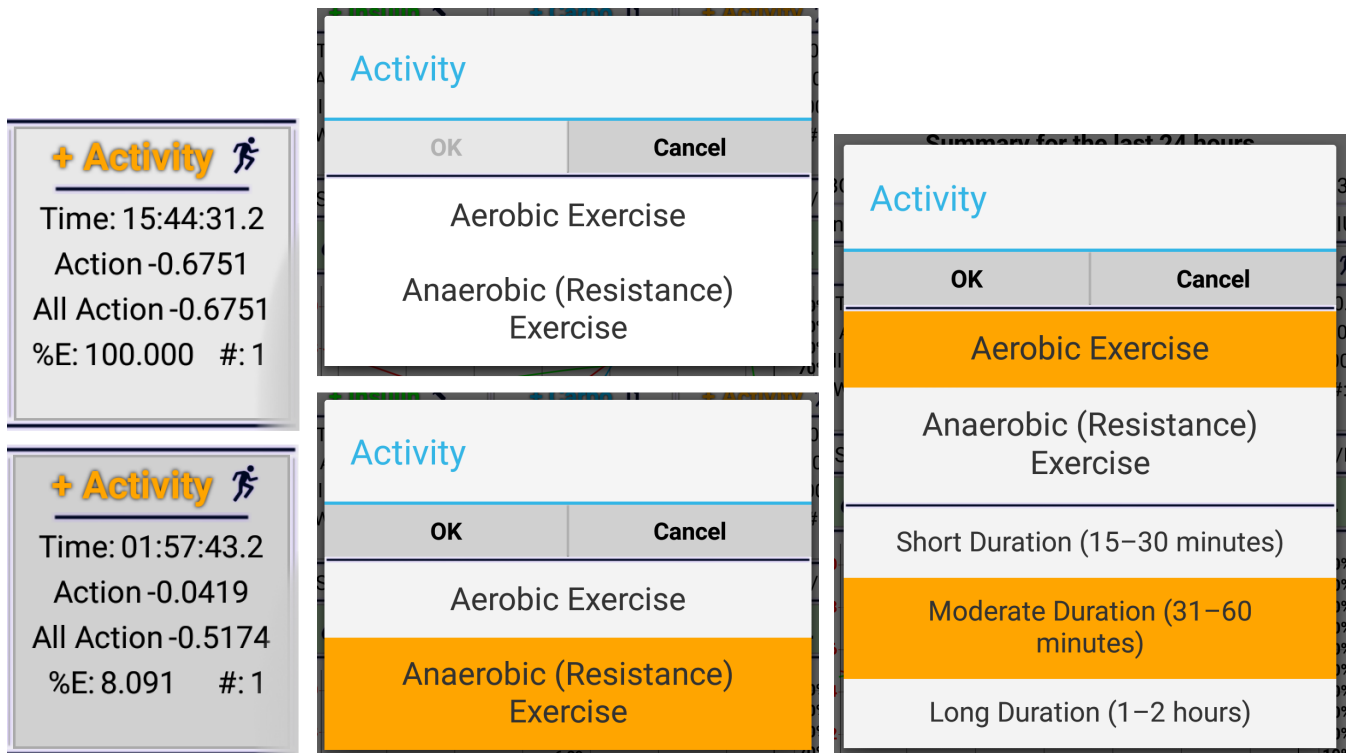 + Activity
Time: 15:44:31.2
Action -0.6751
All Action -0.6751
%E: 100.000 #: 1
+ Activity
Time: 01:57:43.2
Action -0.0419
All Action -0.5174
%E: 8.091 #: 1
Activity
OK Cancel
Aerobic Exercise
Anaerobic (Resistance)
Exercise
Activity
OK Cancel
Aerobic Exercise
Anaerobic (Resistance)
Exercise
Summary for the last 24 hours
Activity
OK Cancel
Aerobic Exercise
Anaerobic (Resistance)
Exercise
Short Duration (15–30 minutes)
Moderate Duration (31–60
minutes)
Long Duration (1–2 hours)